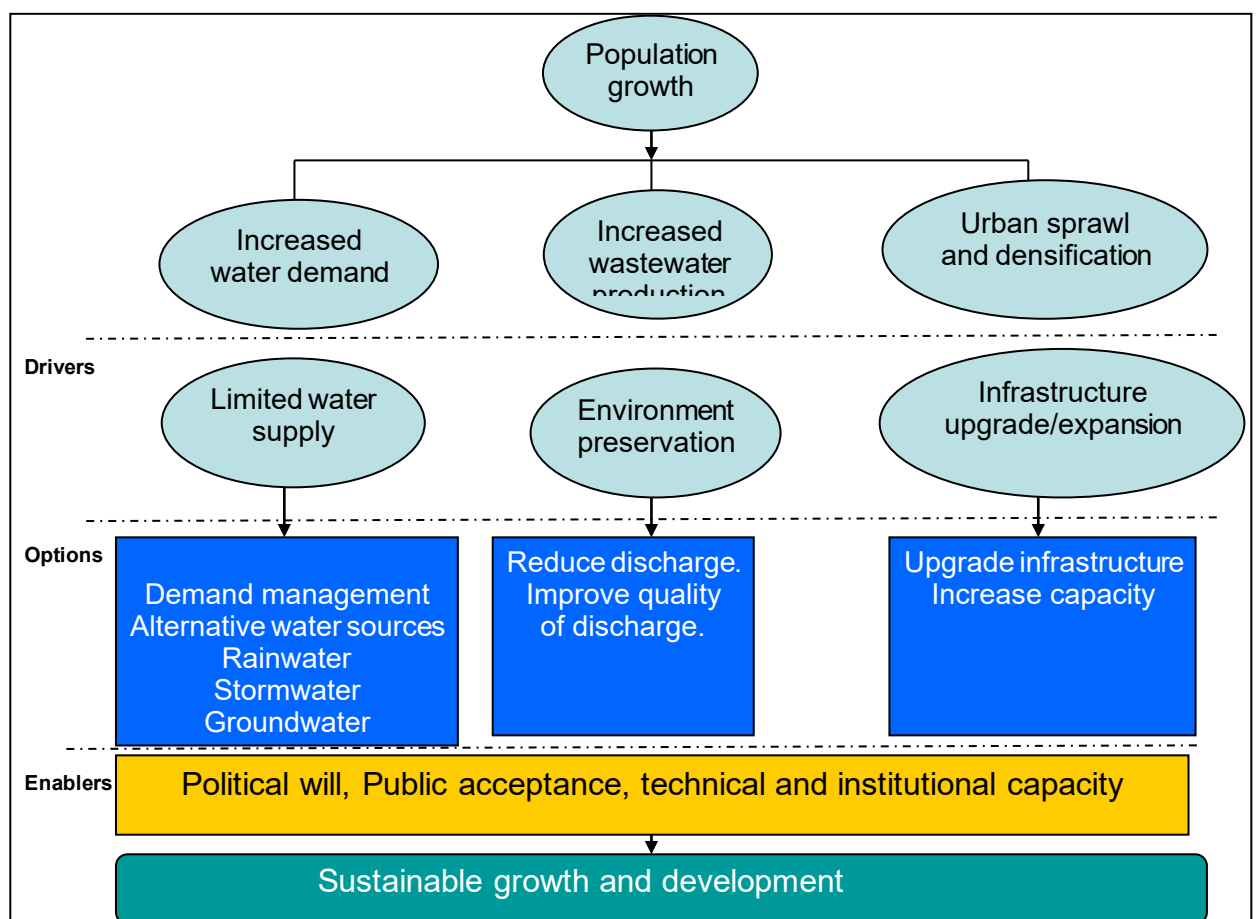 Population
growth
Increased
water demand
Increased
wastewater
production
Urban sprawl
and densification
Drivers
Limited water
supply
Environment
preservation
Infrastructure
upgrade/expansion
Options
Demand management
Alternative water sources
Rainwater
Stormwater
Groundwater
Reduce discharge.
Improve quality
of discharge.
Upgrade infrastructure
Increase capacity
Enablers
Political will, Public acceptance, technical and institutional capacity
Sustainable growth and development